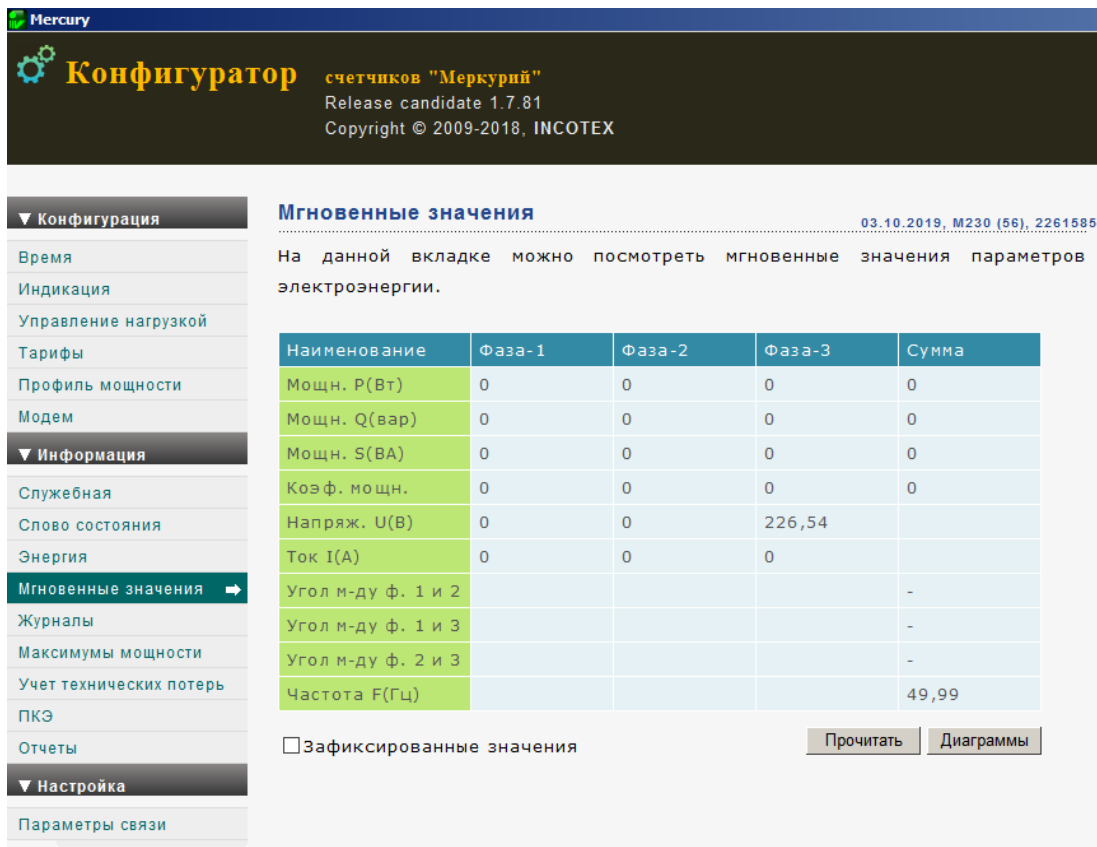 Mercury
Конфигуратор счетчиков "Меркурий"
Release candidate 1.7.81
Copyright © 2009-2018, INCOTEX
▼ Конфигурация
Время
Индикация
Управление нагрузкой
Тарифы
Профиль мощности
Модем
▼ Информация
Служебная
Слово состояния
Энергия
Мгновенные значения
Журналы
Максимумы мощности
Учет технических потерь
ПКЭ
Отчеты
▼ Настройка
Параметры связи
Мгновенные значения
03.10.2019, M230 (56), 2261585
На данной вкладке можно посмотреть мгновенные значения параметров
электроэнергии.
Наименование Фаза-1 Фаза-2 Фаза-3 Сумма
Мощн. P(Вт) 0 0 0 0
Мощн. Q(вар) 0 0 0 0
Мощн. S(ВА) 0 0 0 0
Коэф. мощн. 0 0 0 0
Напряж. U(В) 0 0 226,54
Ток I(А) 0 0 0
Угол м-ду ф. 1 и 2 -
Угол м-ду ф. 1 и 3 -
Угол м-ду ф. 2 и 3 -
Частота F(Гц) 49,99
Зафиксированные значения
Прочитать Диаграммы